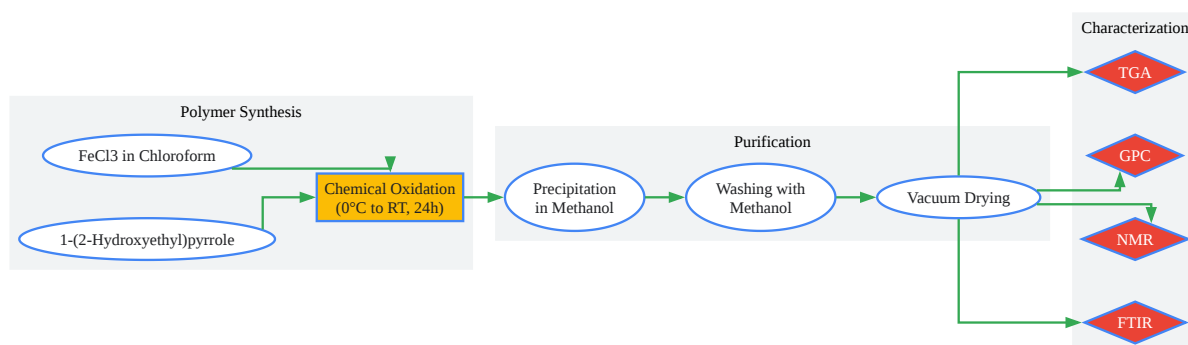 Polymer Synthesis
FeCl3 in Chloroform
1-(2-Hydroxyethyl)pyrrole
Chemical Oxidation
(0°C to RT, 24h)
Purification
Precipitation
in Methanol
Washing with
Methanol
Vacuum Drying
Characterization
TGA
GPC
NMR
FTIR